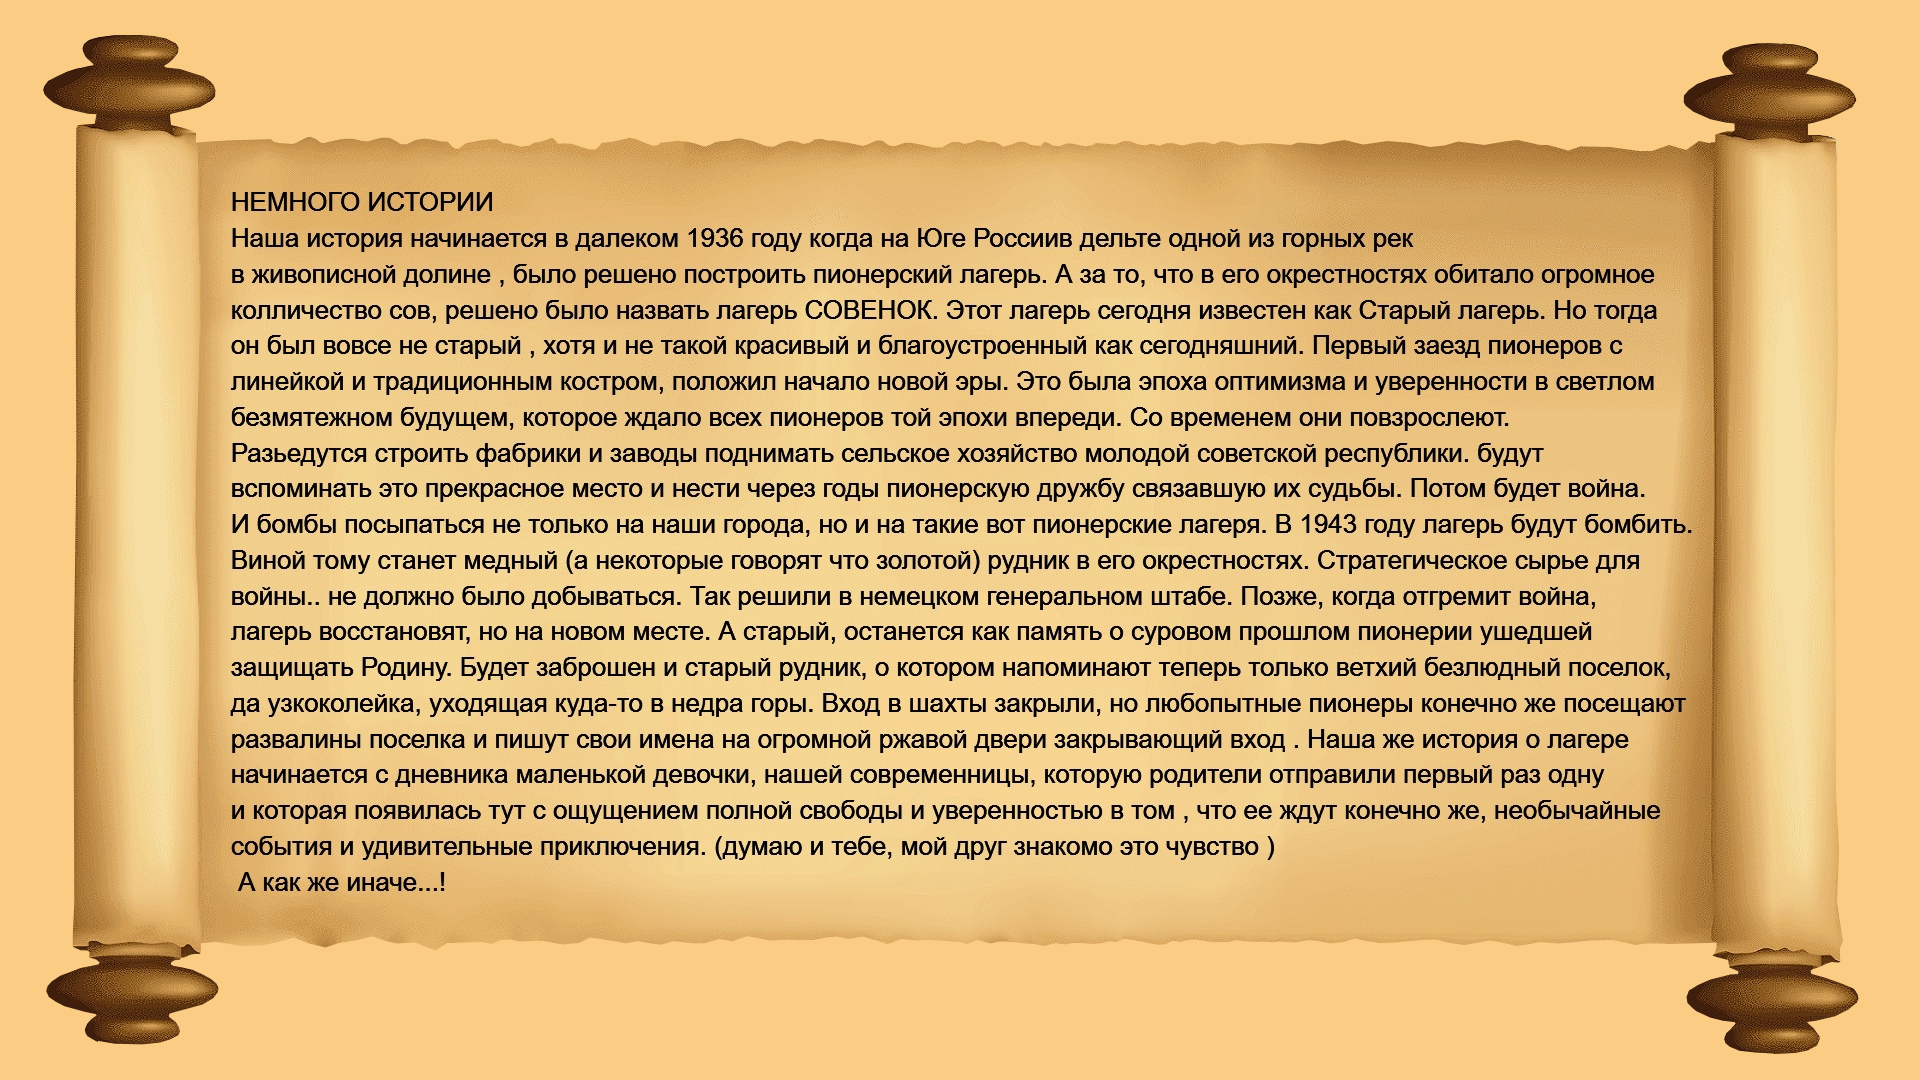 НЕМНОГО ИСТОРИИ
Наша история начинается в далеком 1936 году когда на Юге Россиив дельте одной из горных рек
в живописной долине , было решено построить пионерский лагерь. А за то, что в его окрестностях обитало огромное
колличество сов, решено было назвать лагерь СОВЕНОК. Этот лагерь сегодня известен как Старый лагерь. Но тогда
он был вовсе не старый , хотя и не такой красивый и благоустроенный как сегодняшний. Первый заезд пионеров с
линейкой и традиционным костром, положил начало новой эры. Это была эпоха оптимизма и уверенности в светлом
безмятежном будущем, которое ждало всех пионеров той эпохи впереди. Со временем они повзрослеют.
Разьедутся строить фабрики и заводы поднимать сельское хозяйство молодой советской республики. будут
вспоминать это прекрасное место и нести через годы пионерскую дружбу связавшую их судьбы. Потом будет война.
И бомбы посыпаться не только на наши города, но и на такие вот пионерские лагеря. В 1943 году лагерь будут бомбить.
Виной тому станет медный (а некоторые говорят что золотой) рудник в его окрестностях. Стратегическое сырье для
войны.. не должно было добываться. Так решили в немецком генеральном штабе. Позже, когда отгремит война,
лагерь восстановят, но на новом месте. А старый, останется как память о суровом прошлом пионерии ушедшей
защищать Родину. Будет заброшен и старый рудник, о котором напоминают теперь только ветхий безлюдный поселок,
да узкоколейка, уходящая куда-то в недра горы. Вход в шахты закрыли, но любопытные пионеры конечно же посещают
развалины поселка и пишут свои имена на огромной ржавой двери закрывающий вход . Наша же история о лагере
начинается с дневника маленькой девочки, нашей современницы, которую родители отправили первый раз одну
и которая появилась тут с ощущением полной свободы и уверенностью в том , что ее ждут конечно же, необычайные
события и удивительные приключения. (думаю и тебе, мой друг знакомо это чувство )
А как же иначе...!